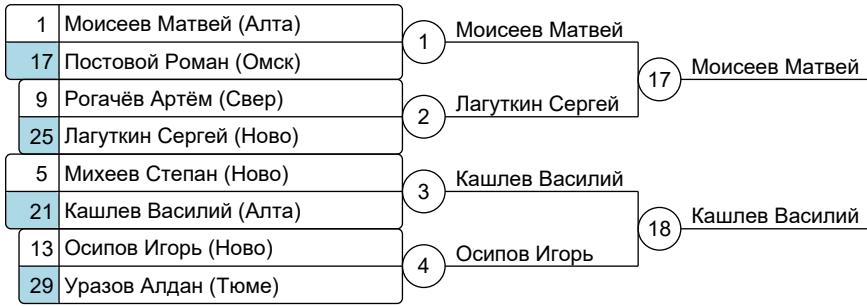 1 Моисеев Матвей (Алта)
17 Постовой Роман (Омск)
1 Моисеев Матвей
9 Рогачёв Артём (Свер)
25 Лагуткин Сергей (Ново)
2 Лагуткин Сергей
17 Моисеев Матвей
5 Михеев Степан (Ново)
21 Кашлев Василий (Алта)
3 Кашлев Василий
13 Осипов Игорь (Ново)
29 Уразов Алдан (Тюме)
4 Осипов Игорь
18 Кашлев Василий